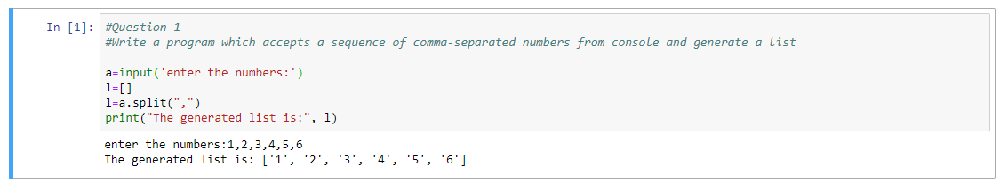 In [1]: #Question 1
#Write a program which accepts a sequence of comma-separated numbers from console and generate a list

a=input('enter the numbers:')
l=[]
l=a.split(",")
print("The generated list is:", l)
enter the numbers:1,2,3,4,5,6
The generated list is: ['1', '2', '3', '4', '5', '6']